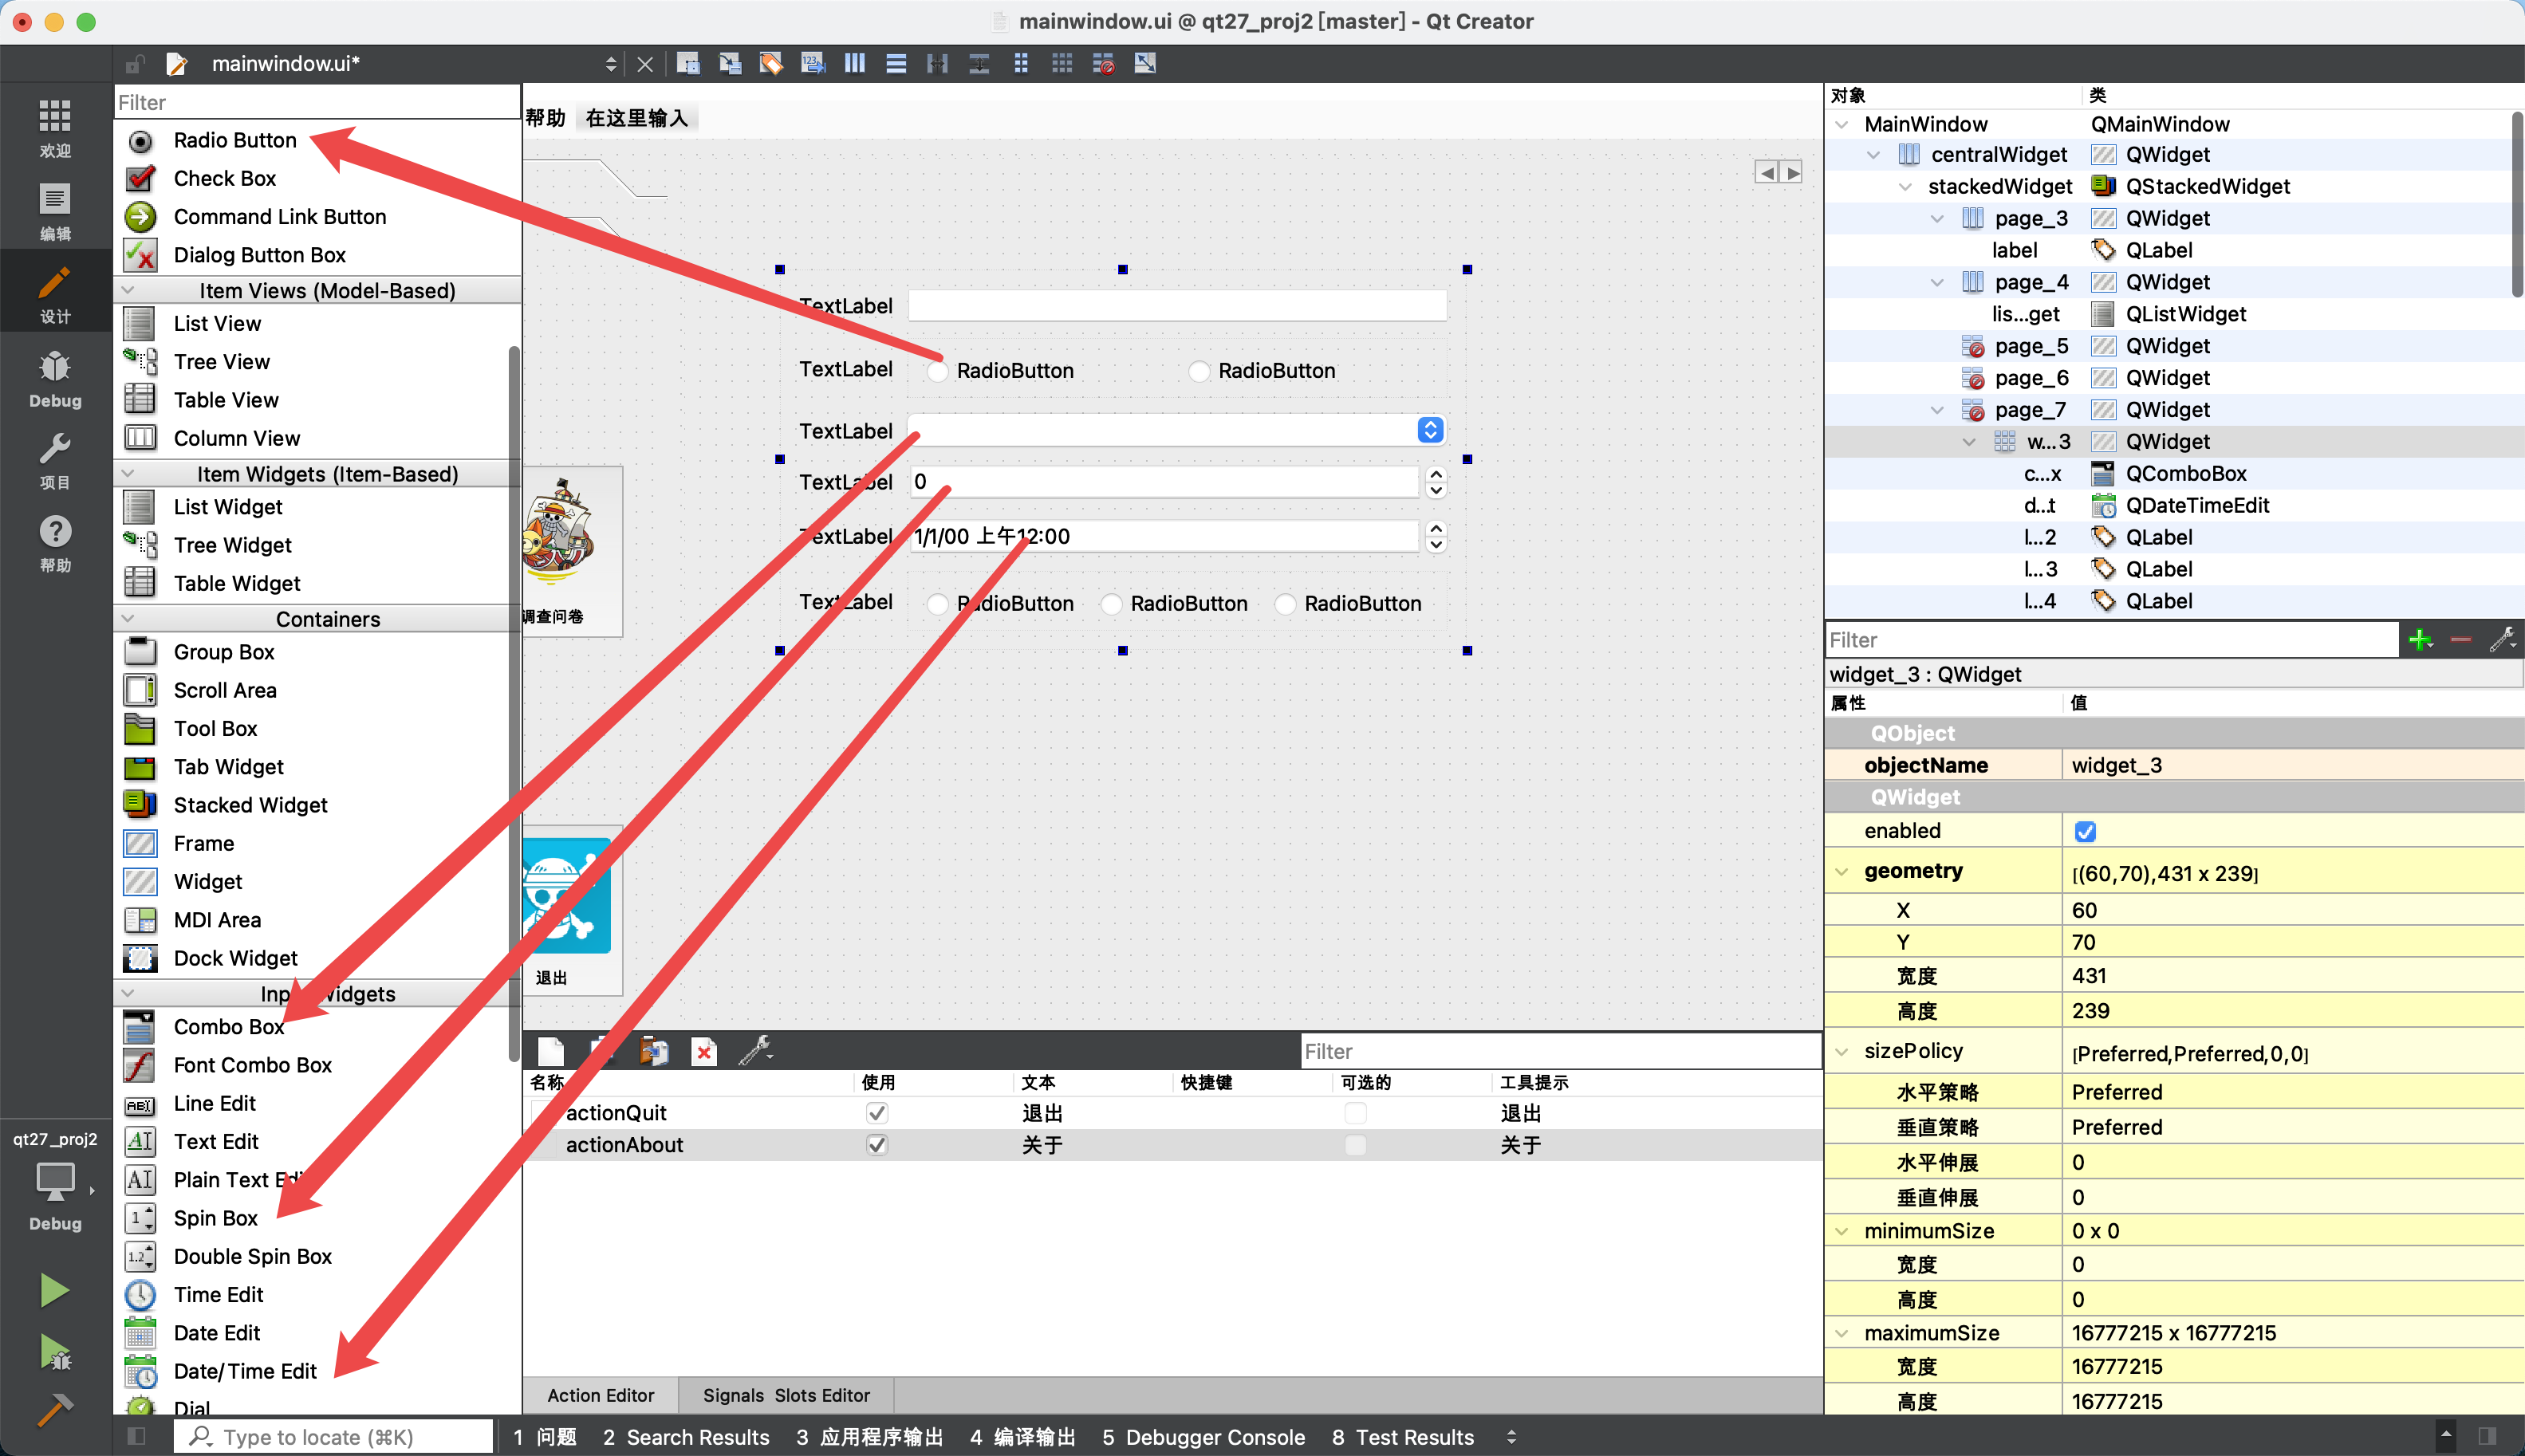 mainwindow.ui @ qt27_proj2 [master] - Qt Creator
mainwindow.ui*
欢迎
编辑
设计
Debug
项目
帮助
qt27_proj2
Debug
Filter
Radio Button
Check Box
Command Link Button
Dialog Button Box
Item Views (Model-Based)
List View
Tree View
Table View
Column View
Item Widgets (Item-Based)
List Widget
Tree Widget
Table Widget
Containers
Group Box
Scroll Area
Tool Box
Tab Widget
Stacked Widget
Frame
Widget
MDI Area
Dock Widget
Input Widgets
Combo Box
Font Combo Box
Line Edit
Text Edit
Plain Text Edit
Spin Box
Double Spin Box
Time Edit
Date Edit
Date/Time Edit
Dial
帮助 在这里输入
TextLabel
TextLabel RadioButton RadioButton
TextLabel
TextLabel 0
TextLabel 1/1/00 上午12:00
TextLabel RadioButton RadioButton RadioButton
调查问卷
退出
Filter
名称 使用 文本 快捷键 可选的 工具提示
actionQuit 退出 退出
actionAbout 关于 关于
Action Editor Signals Slots Editor
对象 类
MainWindow QMainWindow
centralWidget QWidget
stackedWidget QStackedWidget
page_3 QWidget
label QLabel
page_4 QWidget
lis...get QListWidget
page_5 QWidget
page_6 QWidget
page_7 QWidget
w...3 QWidget
c...x QComboBox
d...t QDateTimeEdit
l...2 QLabel
l...3 QLabel
l...4 QLabel
Filter
widget_3 : QWidget
属性 值
QObject
objectName widget_3
QWidget
enabled
geometry [(60,70),431 x 239]
X 60
Y 70
宽度 431
高度 239
sizePolicy [Preferred,Preferred,0,0]
水平策略 Preferred
垂直策略 Preferred
水平伸展 0
垂直伸展 0
minimumSize 0 x 0
宽度 0
高度 0
maximumSize 16777215 x 16777215
宽度 16777215
高度 16777215
Type to locate (⌘K) 1 问题 2 Search Results 3 应用程序输出 4 编译输出 5 Debugger Console 8 Test Results